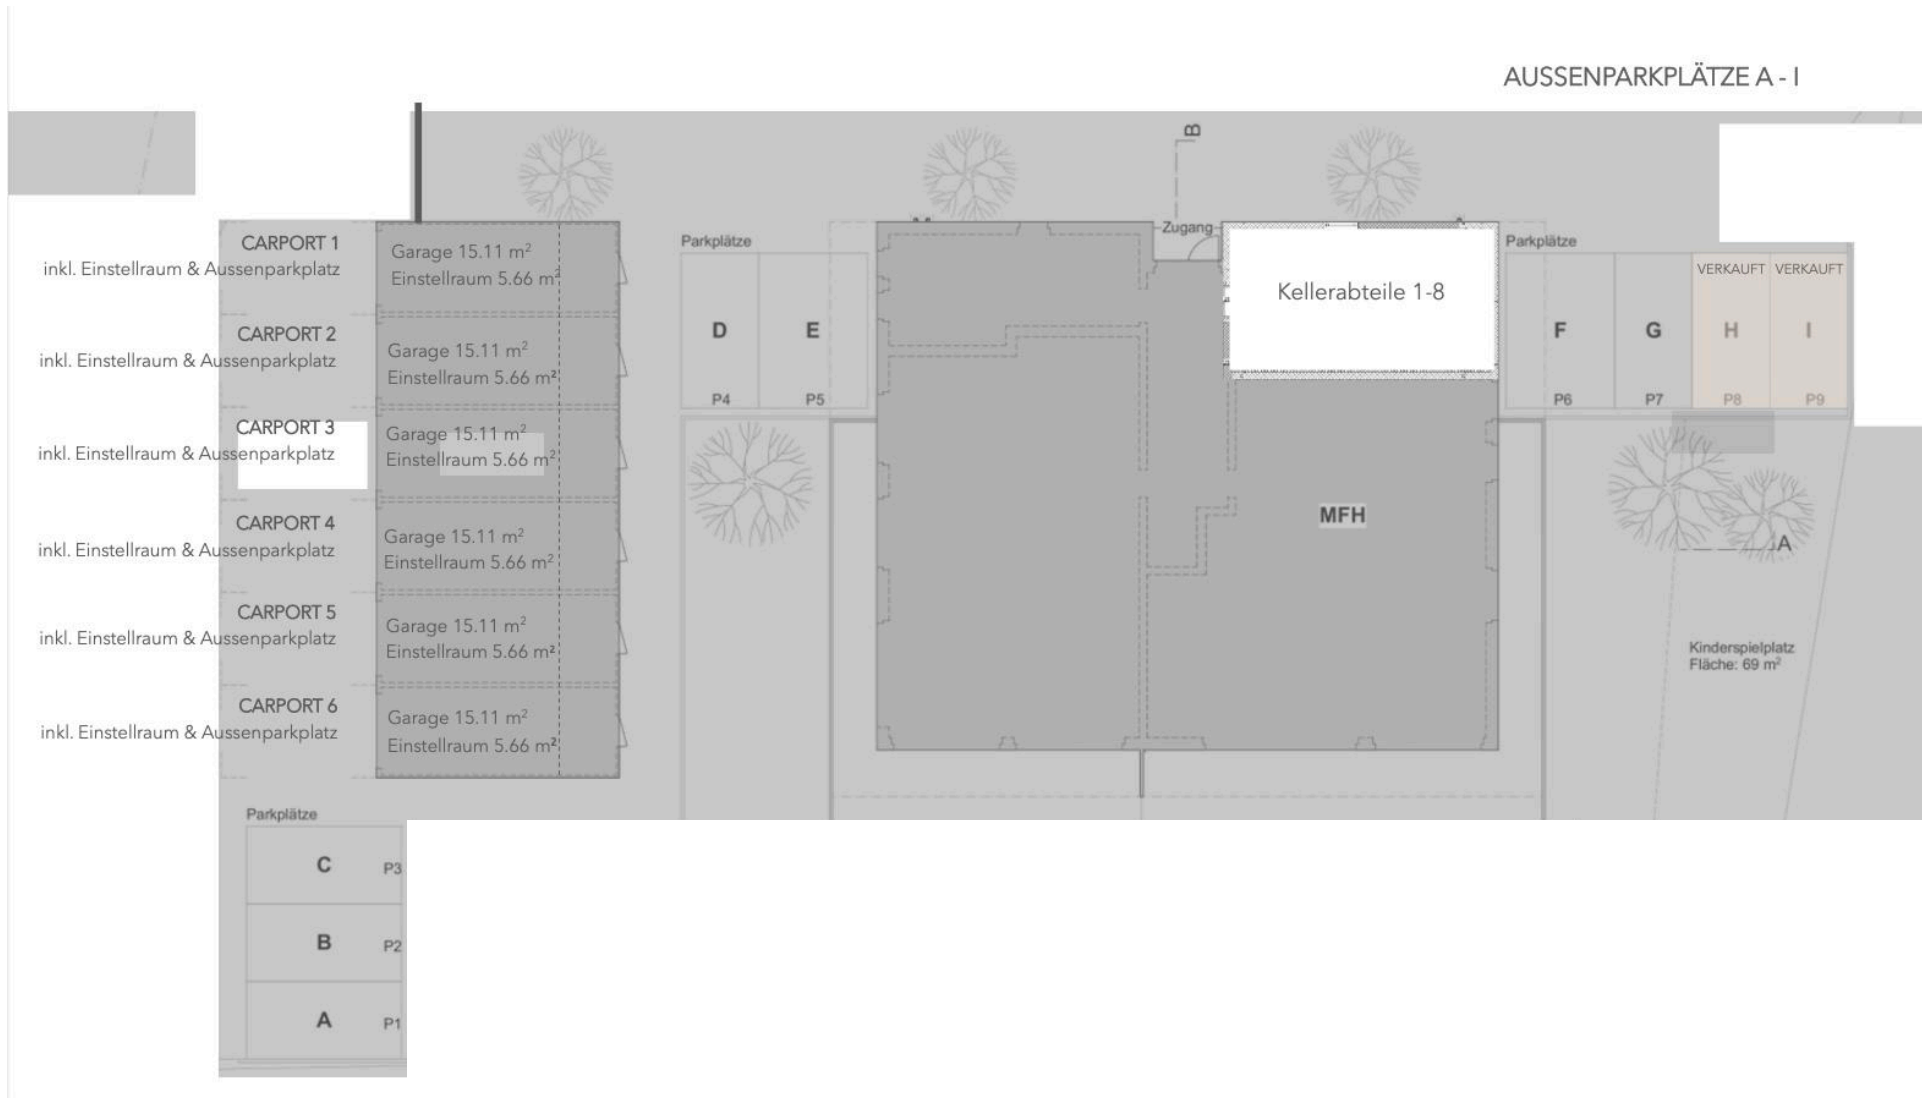 AUSSENPARKPLÄTZE A - I
B
Zugang
CARPORT 1
inkl. Einstellraum & Aussenparkplatz
Garage 15.11 m²
Einstellraum 5.66 m²
CARPORT 2
inkl. Einstellraum & Aussenparkplatz
Garage 15.11 m²
Einstellraum 5.66 m²
CARPORT 3
inkl. Einstellraum & Aussenparkplatz
Garage 15.11 m²
Einstellraum 5.66 m²
CARPORT 4
inkl. Einstellraum & Aussenparkplatz
Garage 15.11 m²
Einstellraum 5.66 m²
CARPORT 5
inkl. Einstellraum & Aussenparkplatz
Garage 15.11 m²
Einstellraum 5.66 m²
CARPORT 6
inkl. Einstellraum & Aussenparkplatz
Garage 15.11 m²
Einstellraum 5.66 m²
Parkplätze
D E
P4 P5
Kellerabteile 1-8
MFH
Parkplätze
VERKAUFT VERKAUFT
F G H I
P6 P7 P8 P9
A
Kinderspielplatz
Fläche: 69 m²
Parkplätze
C P3
B P2
A P1